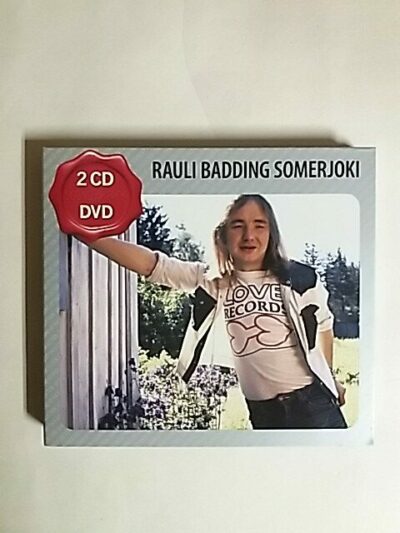 2 CD
DVD
RAULI BADDING SOMERJOKI
LOVE
RECORDS